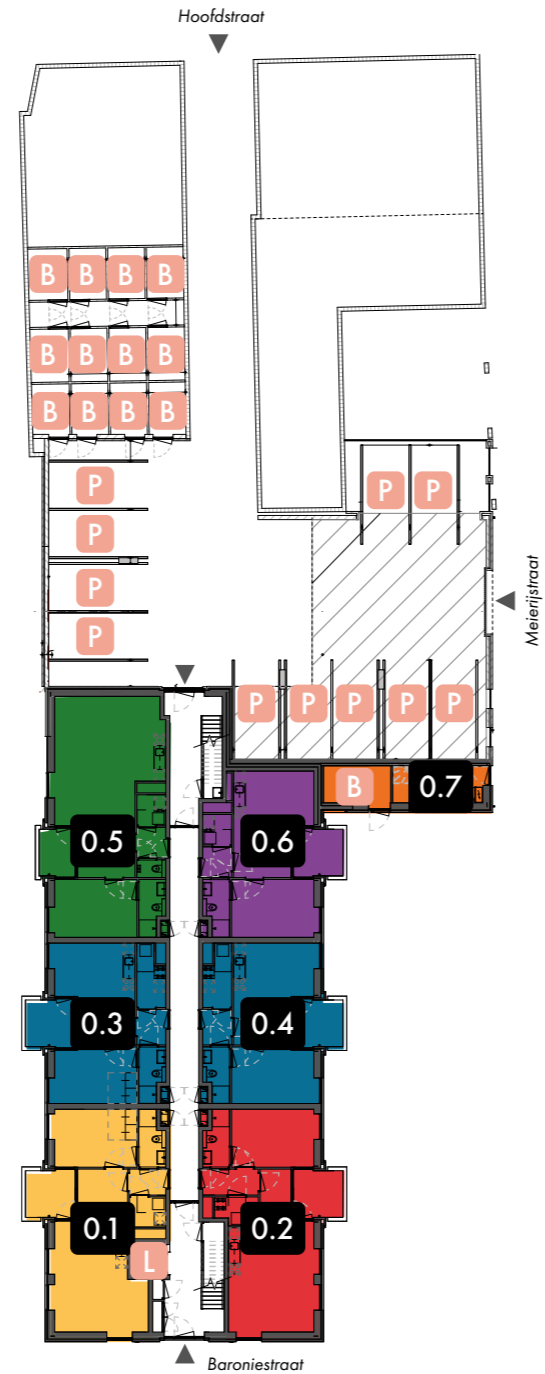 Hoofdstraat
B B B B
B B B B
B B B B
P
P P
P
P
Meierijstraat
P
P P P P P
B 0.7
0.5 0.6
0.3 0.4
0.1 0.2
L
Baroniestraat